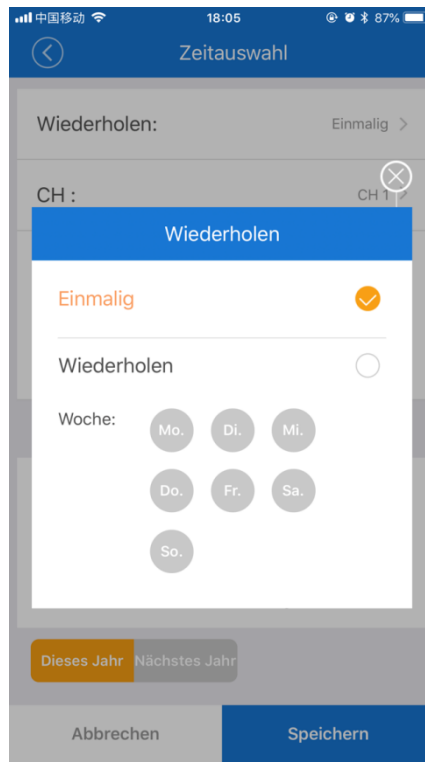 中国移动 18:05 87%
Zeitauswahl
Wiederholen: Einmalig
CH : CH 1
Wiederholen
Einmalig
Wiederholen
Woche: Mo. Di. Mi.
Do. Fr. Sa.
So.
Dieses Jahr Nächstes Jahr
Abbrechen Speichern